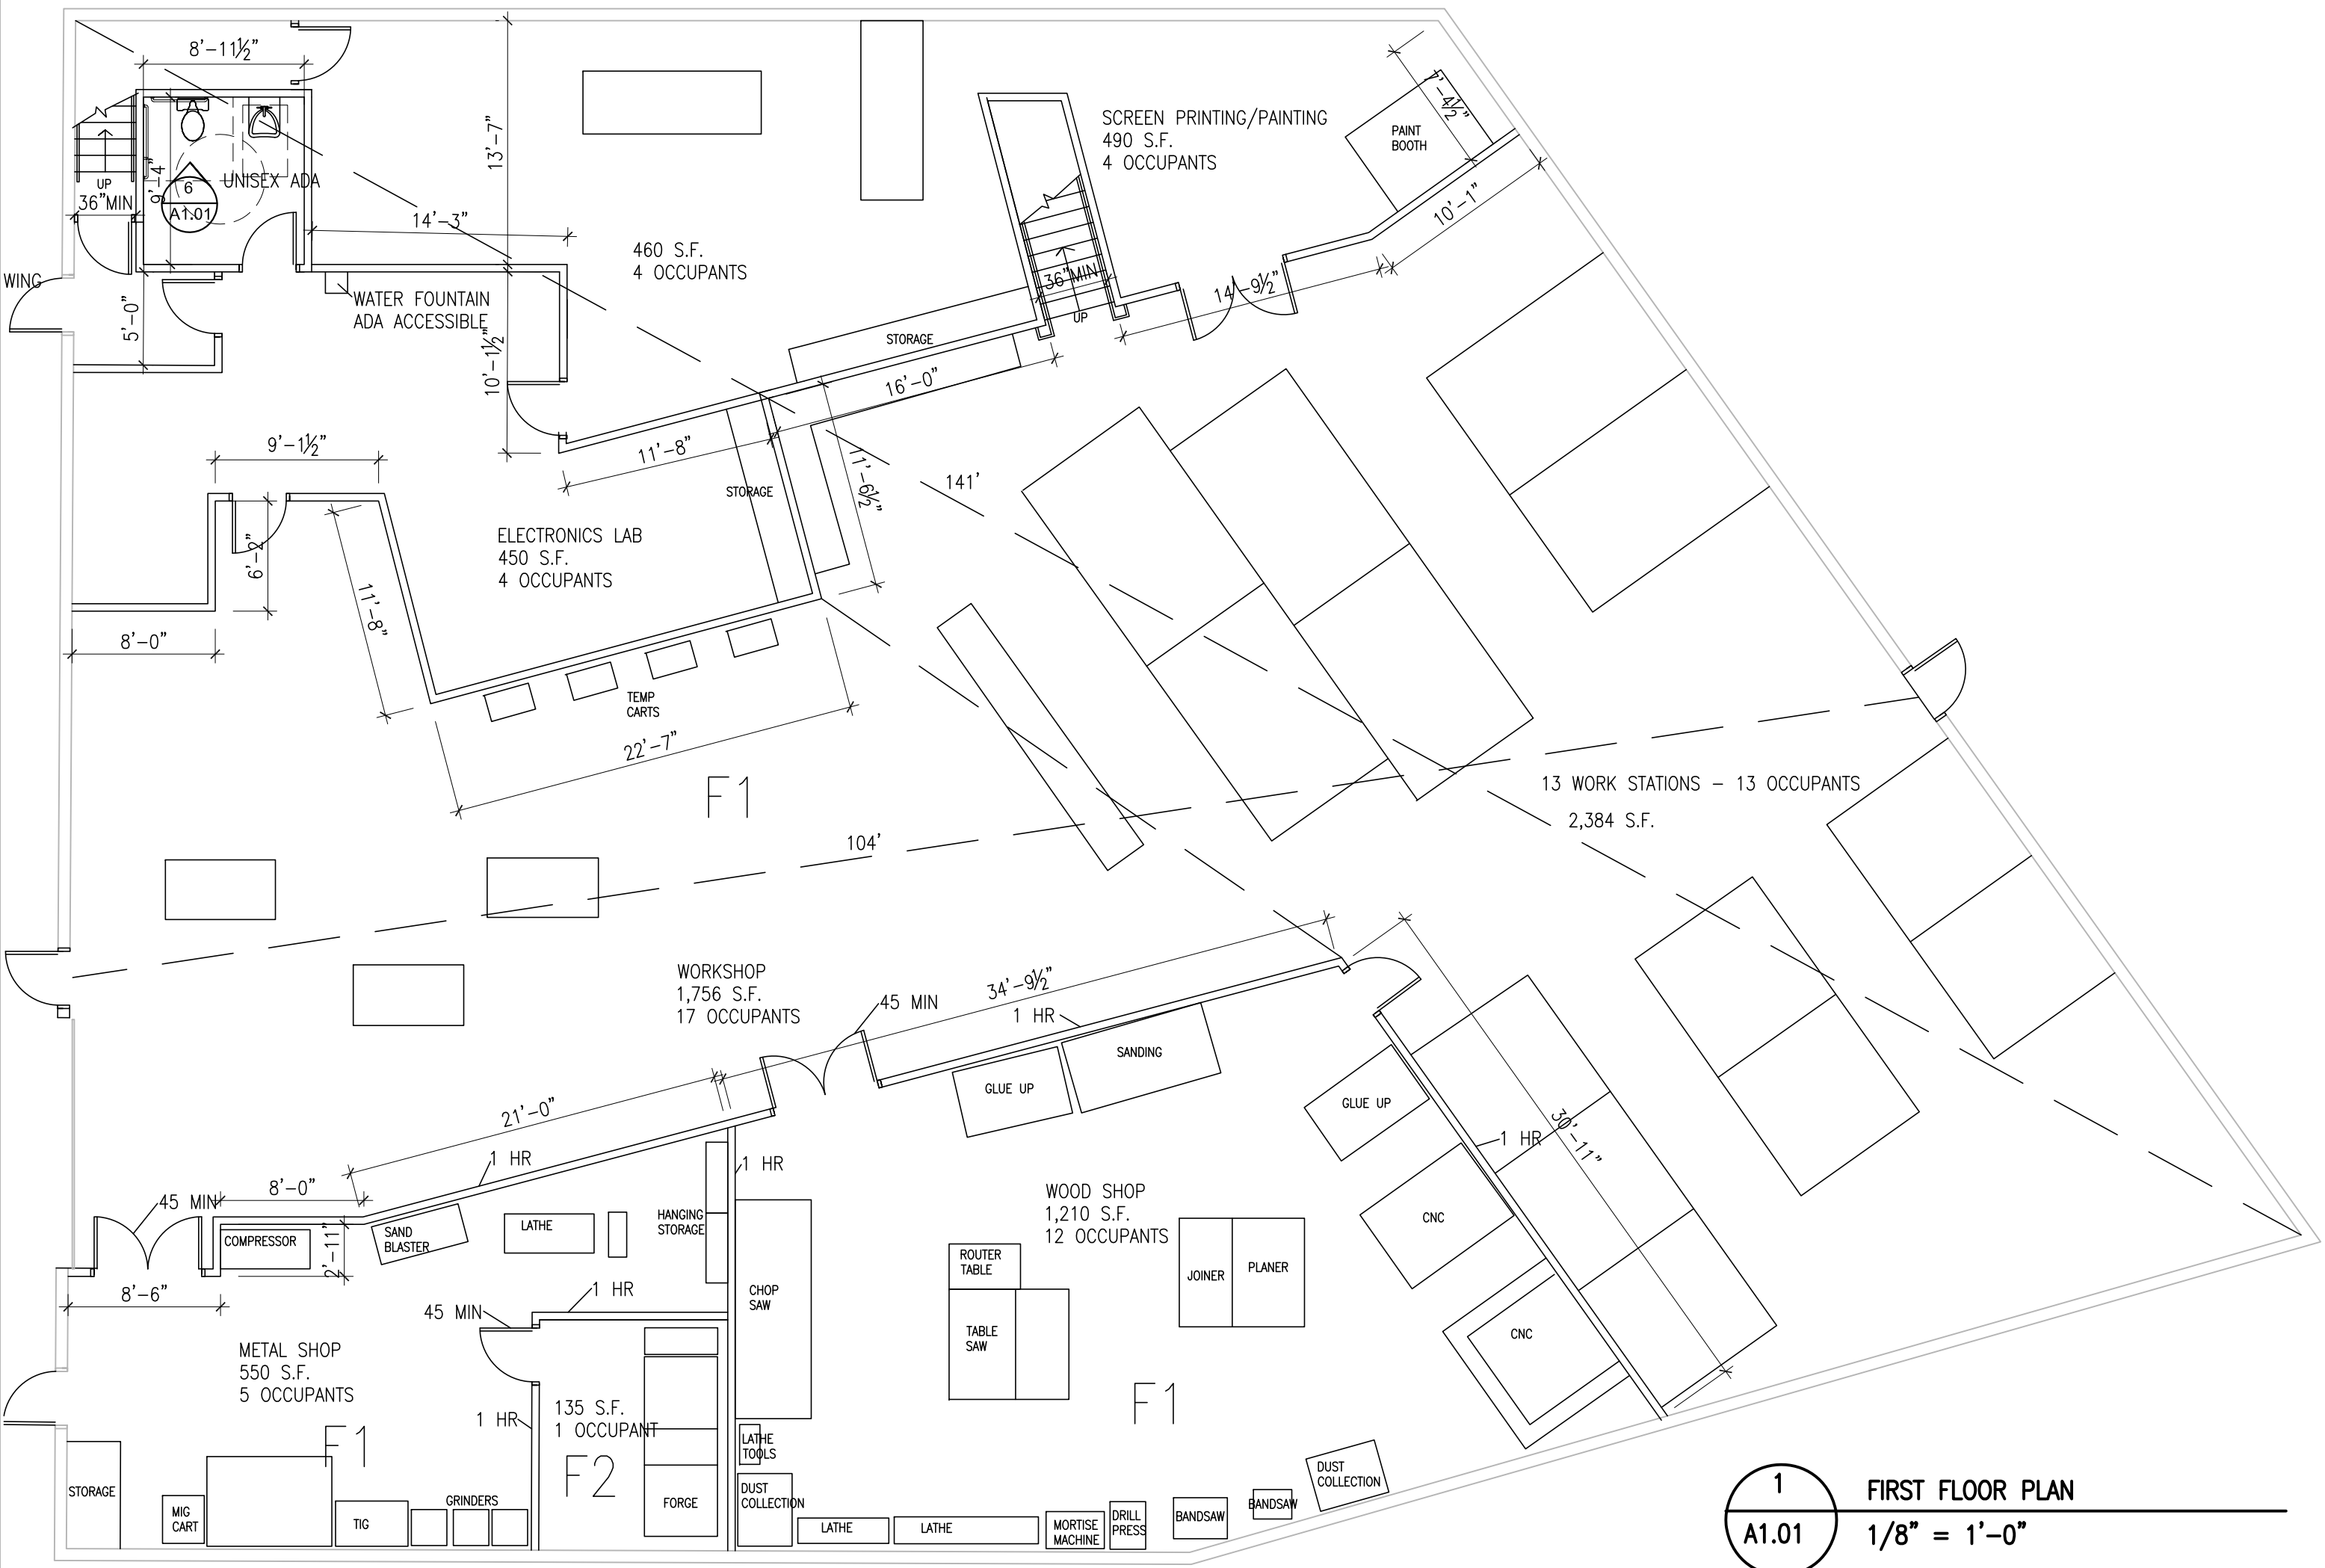 8'-11½"
13'-7"
SCREEN PRINTING/PAINTING
490 S.F.
4 OCCUPANTS
PAINT
BOOTH
7'-4½"
10'-1"
UP
36"MIN
9'-4"
6
A1.01
UNISEX ADA
14'-3"
460 S.F.
4 OCCUPANTS
36"MIN
UP
14'-9½"
WING
WATER FOUNTAIN
ADA ACCESSIBLE
5'-0"
10'-1½"
STORAGE
16'-0"
11'-8"
11'-6½"
STORAGE
141'
9'-1½"
6'-2"
11'-8"
8'-0"
ELECTRONICS LAB
450 S.F.
4 OCCUPANTS
TEMP
CARTS
22'-7"
F1
13 WORK STATIONS – 13 OCCUPANTS
2,384 S.F.
104'
WORKSHOP
1,756 S.F.
17 OCCUPANTS
45 MIN
34'-9½"
1 HR
GLUE UP
SANDING
GLUE UP
1 HR
30'-11"
21'-0"
1 HR
1 HR
8'-0"
45 MIN
COMPRESSOR
2'-11"
SAND
BLASTER
LATHE
HANGING
STORAGE
8'-6"
WOOD SHOP
1,210 S.F.
12 OCCUPANTS
CNC
ROUTER
TABLE
JOINER
PLANER
CHOP
SAW
TABLE
SAW
CNC
1 HR
45 MIN
METAL SHOP
550 S.F.
5 OCCUPANTS
F1
1 HR
135 S.F.
1 OCCUPANT
F2
F1
LATHE
TOOLS
STORAGE
MIG
CART
TIG
GRINDERS
FORGE
DUST
COLLECTION
LATHE
LATHE
MORTISE
MACHINE
DRILL
PRESS
BANDSAW
BANDSAW
DUST
COLLECTION
1
A1.01
FIRST FLOOR PLAN
1/8" = 1'-0"